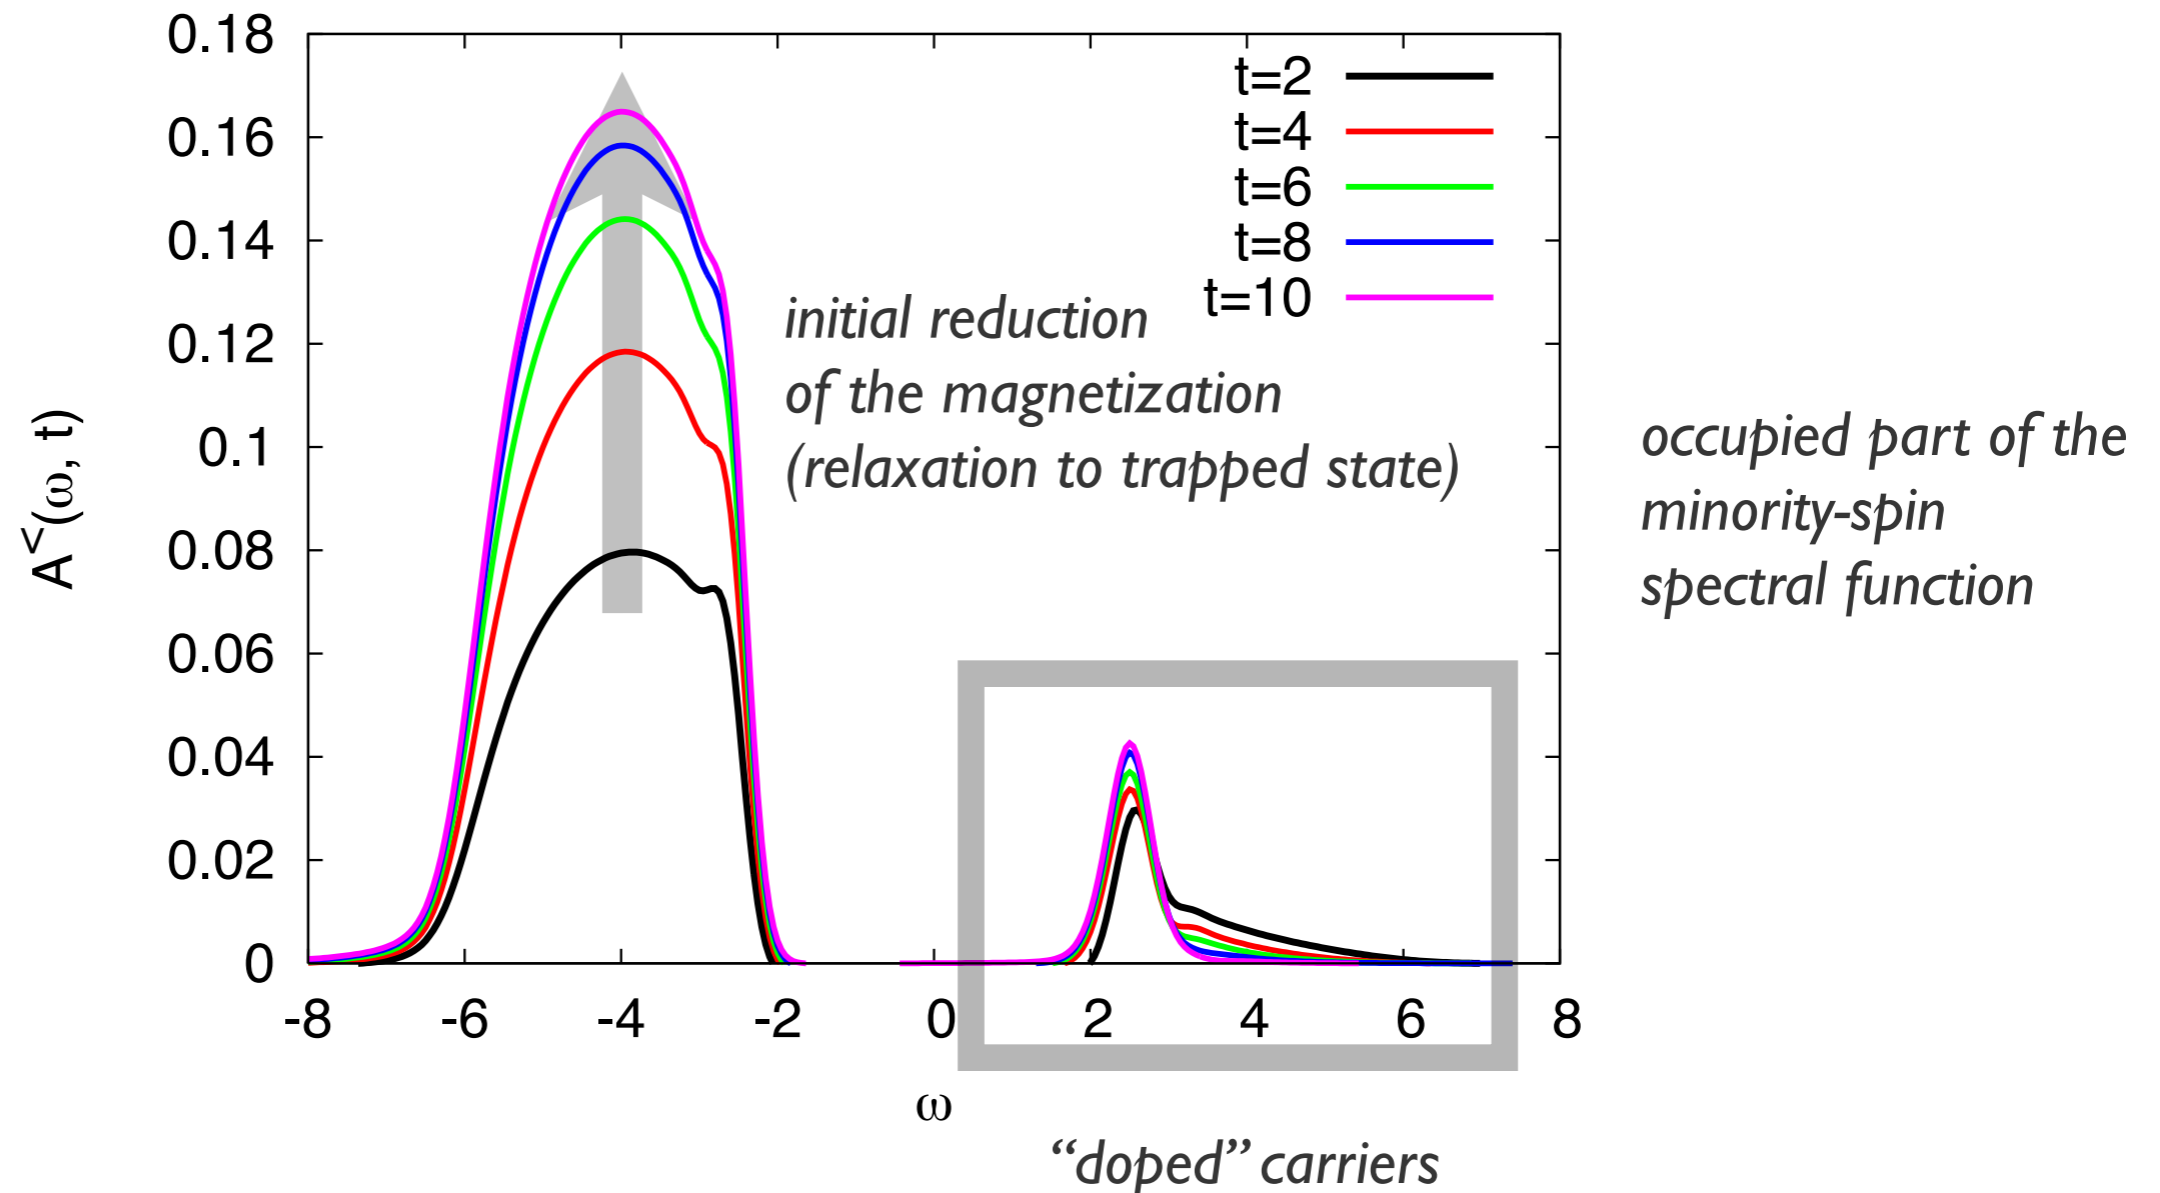 0.18
0.16
0.14
0.12
0.1
0.08
0.06
0.04
0.02
0
A<(ω, t)
t=2
t=4
t=6
t=8
t=10
initial reduction
of the magnetization
(relaxation to trapped state)
occupied part of the
minority-spin
spectral function
-8 -6 -4 -2 0 2 4 6 8
ω
“doped” carriers